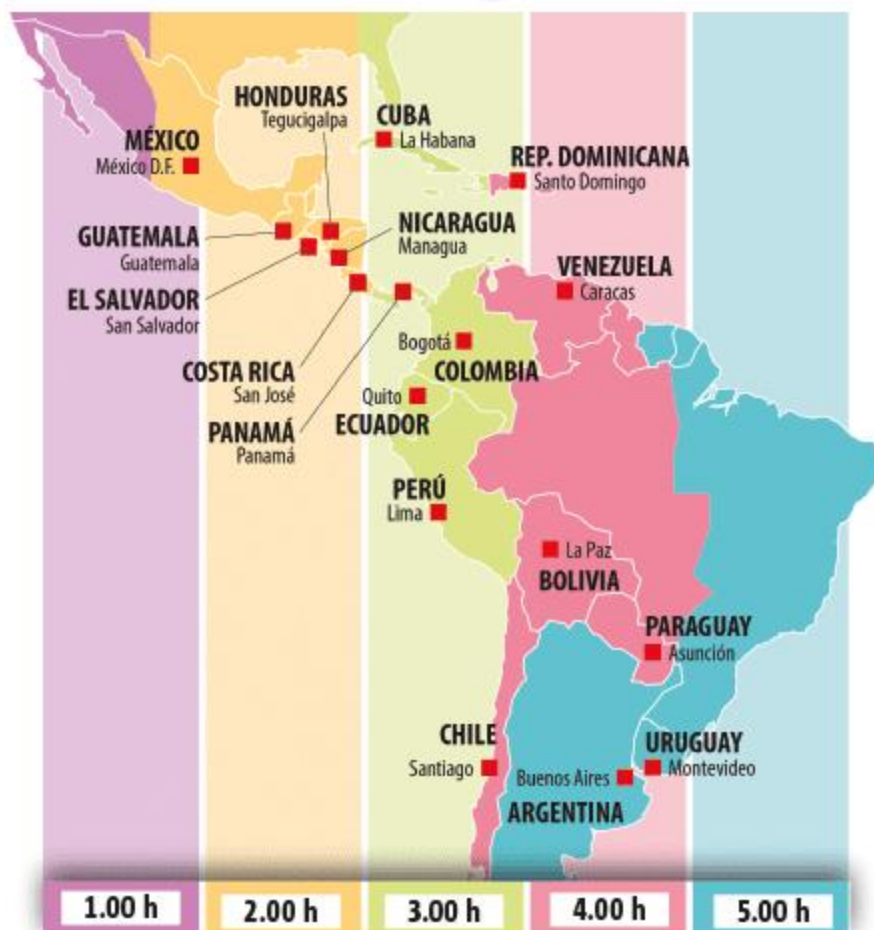 HONDURAS
Tegucigalpa
CUBA
La Habana
MÉXICO
México D.F.
REP. DOMINICANA
Santo Domingo
GUATEMALA
Guatemala
NICARAGUA
Managua
EL SALVADOR
San Salvador
VENEZUELA
Caracas
COSTA RICA
San José
Bogotá
COLOMBIA
PANAMÁ
Panamá
Quito
ECUADOR
PERÚ
Lima
La Paz
BOLIVIA
PARAGUAY
Asunción
CHILE
Santiago
URUGUAY
Montevideo
Buenos Aires
ARGENTINA
1.00 h
2.00 h
3.00 h
4.00 h
5.00 h